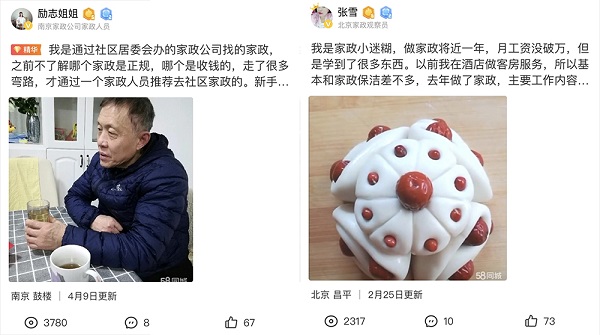 励志姐姐
南京家政公司家政人员
精华 我是通过社区居委会办的家政公司找的家政，
之前不了解哪个家政是正规，哪个是收钱的，走了很多
弯路，才通过一个家政人员推荐去社区家政的。新手...
58同城
南京 鼓楼 | 4月9日更新
3780 8 67
张雪
北京家政观察员
我是家政小迷糊，做家政将近一年，月工资没破万，但
是学到了很多东西。以前我在酒店做客房服务，所以基
本和家政保洁差不多，去年做了家政，主要工作内容...
58同城
北京 昌平 | 2月25日更新
2317 10 73